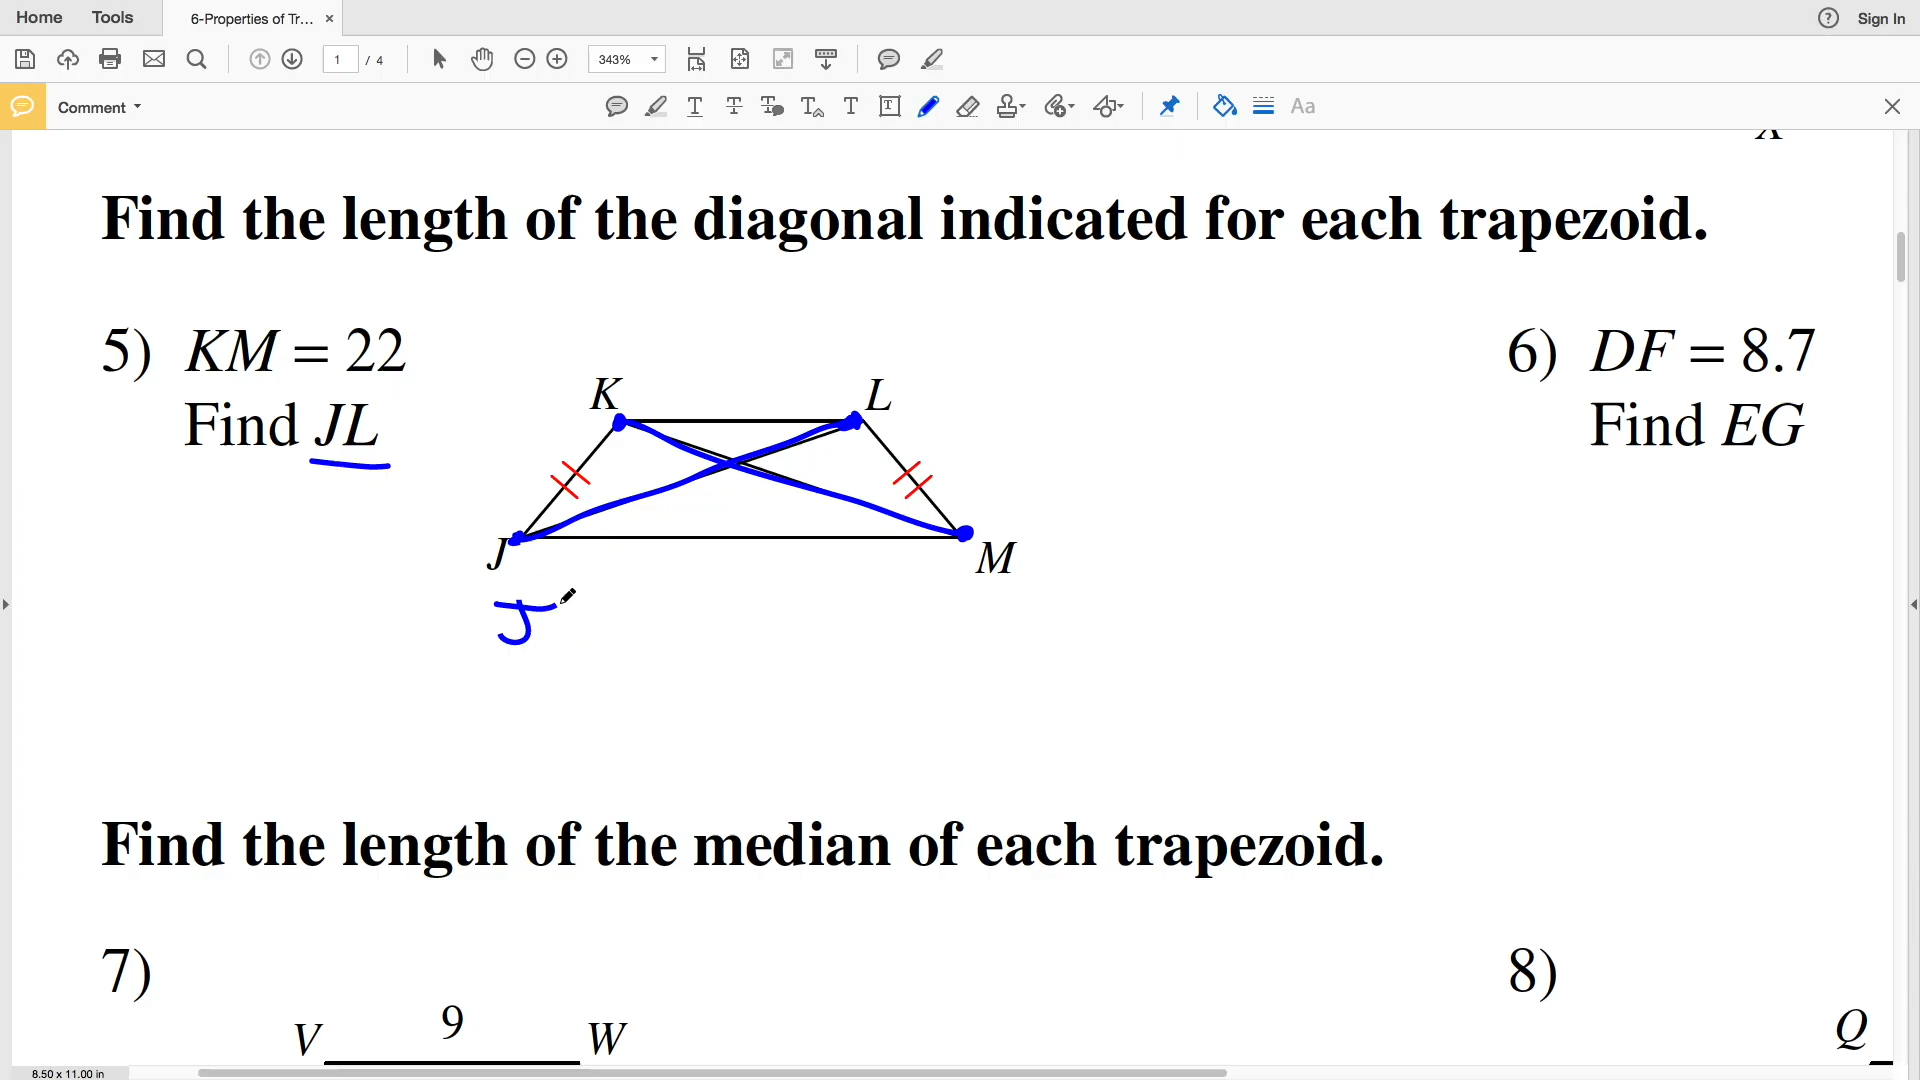 Home Tools 6-Properties of Tr... × ? Sign In
1 / 4 343%
Comment Aa
Find the length of the diagonal indicated for each trapezoid.
5) KM = 22
Find JL
K L
J M
J
6) DF = 8.7
Find EG
Find the length of the median of each trapezoid.
7)
V 9 W
8)
Q
8.50 x 11.00 in